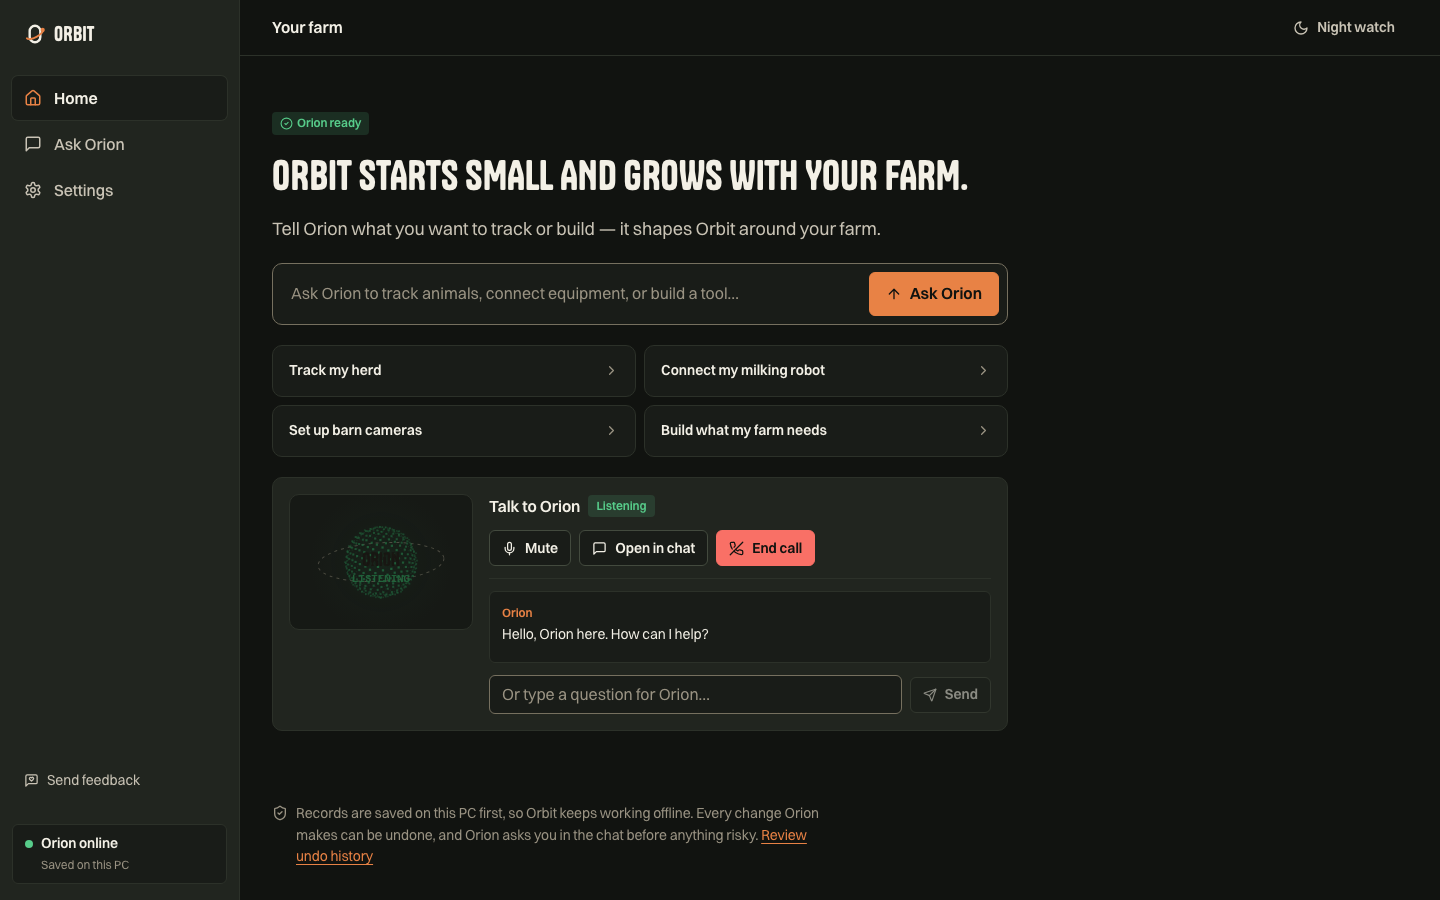 ORBIT
Home
Ask Orion
Settings
Send feedback
Orion online
Saved on this PC
Your farm
Night watch
Orion ready
ORBIT STARTS SMALL AND GROWS WITH YOUR FARM.
Tell Orion what you want to track or build — it shapes Orbit around your farm.
Ask Orion to track animals, connect equipment, or build a tool...
Ask Orion
Track my herd
Connect my milking robot
Set up barn cameras
Build what my farm needs
LISTENING
Talk to Orion
Listening
Mute
Open in chat
End call
Orion
Hello, Orion here. How can I help?
Or type a question for Orion...
Send
Records are saved on this PC first, so Orbit keeps working offline. Every change Orion
makes can be undone, and Orion asks you in the chat before anything risky. Review
undo history